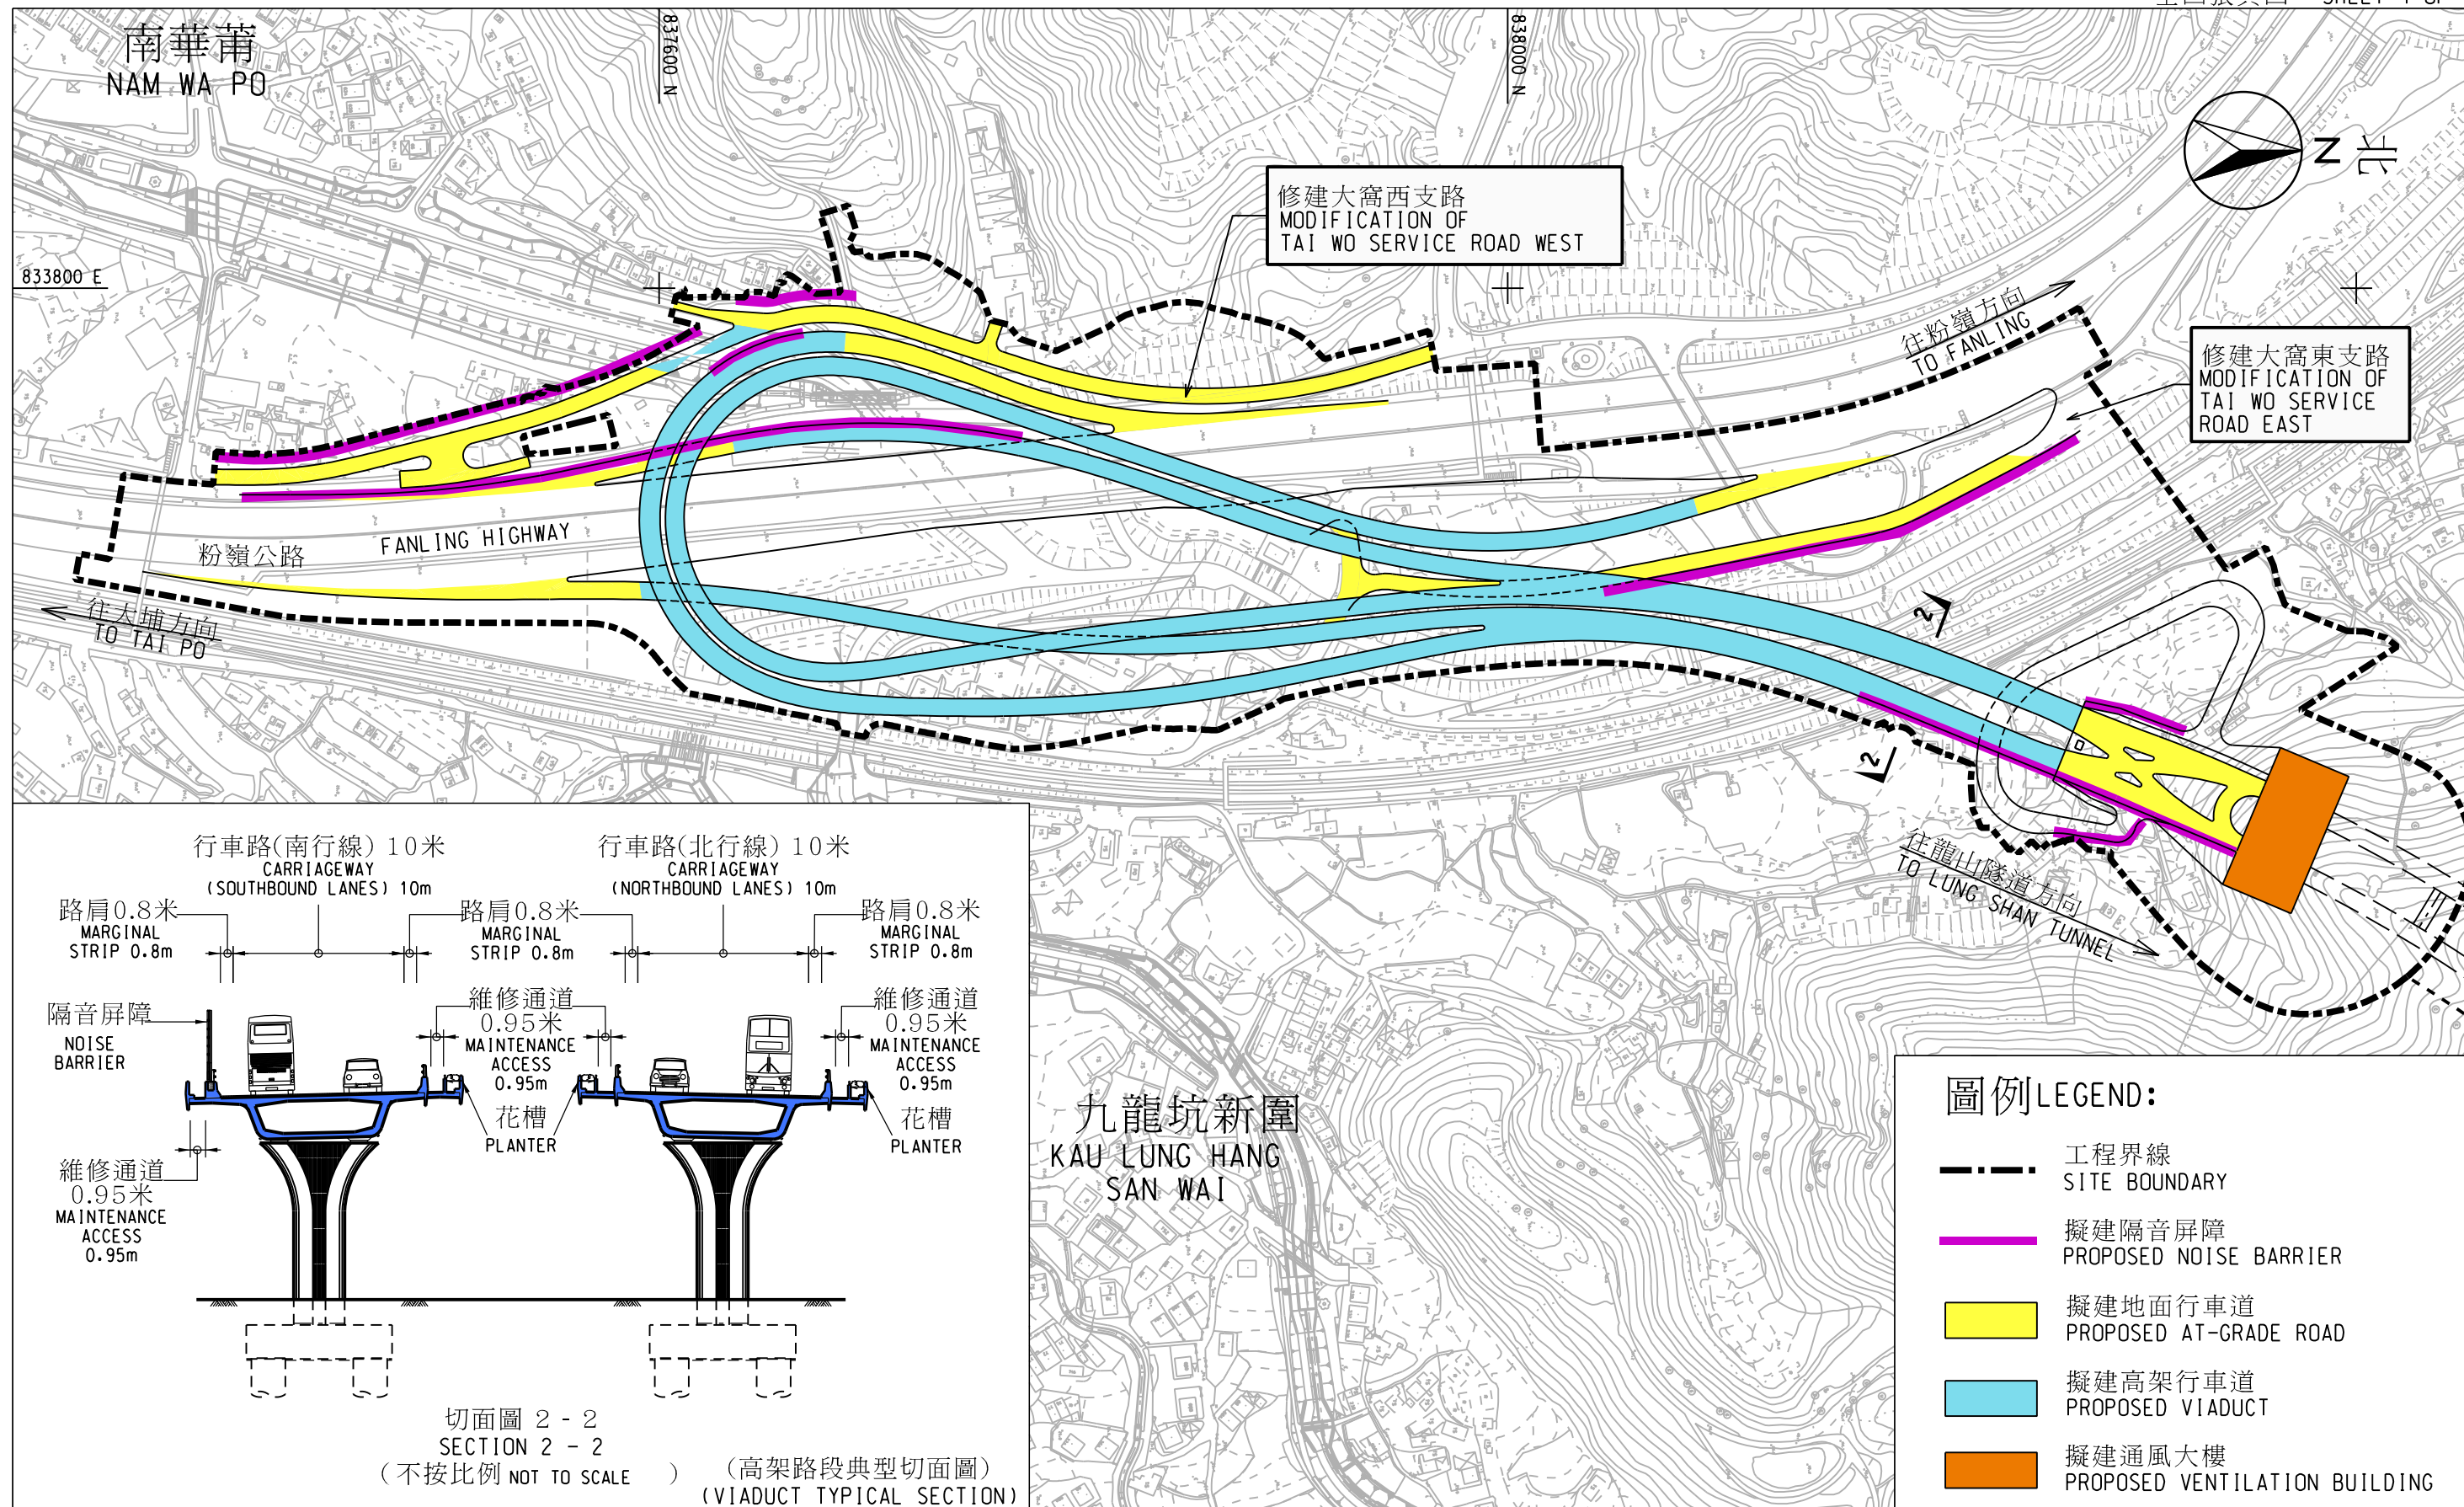 南華莆
NAM WA PO
837600 N
838000 N
833800 E
北
N
修建大窩西支路
MODIFICATION OF
TAI WO SERVICE ROAD WEST
往粉嶺方向
TO FANLING
修建大窩東支路
MODIFICATION OF
TAI WO SERVICE
ROAD EAST
粉嶺公路
FANLING HIGHWAY
往大埔方向
TO TAI PO
2
2
往龍山隧道方向
TO LUNG SHAN TUNNEL
行車路(南行線) 10米
CARRIAGEWAY
(SOUTHBOUND LANES) 10m
行車路(北行線) 10米
CARRIAGEWAY
(NORTHBOUND LANES) 10m
路肩0.8米
MARGINAL
STRIP 0.8m
路肩0.8米
MARGINAL
STRIP 0.8m
路肩0.8米
MARGINAL
STRIP 0.8m
隔音屏障
NOISE
BARRIER
維修通道
0.95米
MAINTENANCE
ACCESS
0.95m
維修通道
0.95米
MAINTENANCE
ACCESS
0.95m
花槽
PLANTER
花槽
PLANTER
維修通道
0.95米
MAINTENANCE
ACCESS
0.95m
切面圖 2 - 2
SECTION 2 - 2
(不按比例 NOT TO SCALE )
(高架路段典型切面圖)
(VIADUCT TYPICAL SECTION)
九龍坑新圍
KAU LUNG HANG
SAN WAI
圖例 LEGEND:
工程界線
SITE BOUNDARY
擬建隔音屏障
PROPOSED NOISE BARRIER
擬建地面行車道
PROPOSED AT-GRADE ROAD
擬建高架行車道
PROPOSED VIADUCT
擬建通風大樓
PROPOSED VENTILATION BUILDING